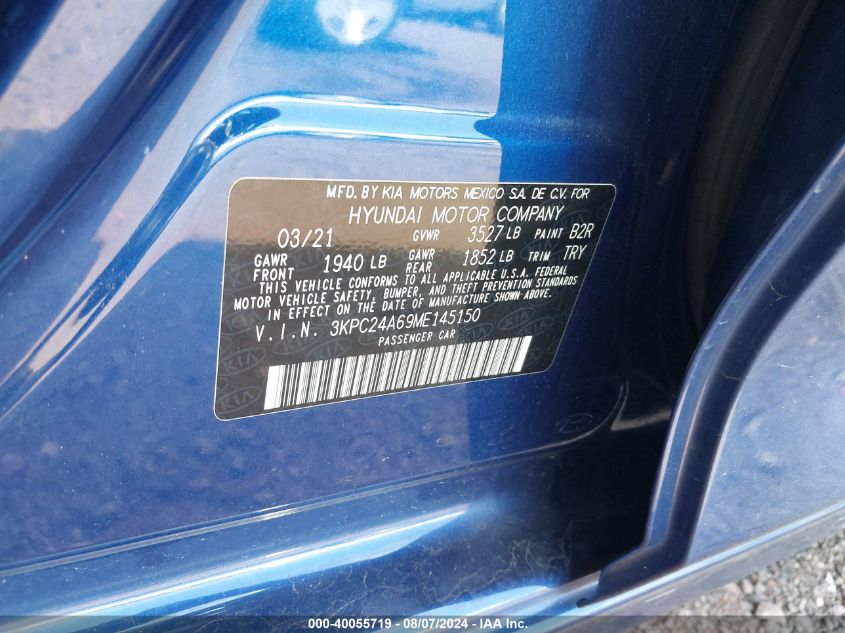 MFD. BY KIA MOTORS MEXICO S.A. DE C.V. FOR
HYUNDAI MOTOR COMPANY
03/21 GVWR 3527 LB PAINT B2R
GAWR FRONT 1940 LB GAWR REAR 1852 LB TRIM TRY
THIS VEHICLE CONFORMS TO ALL APPLICABLE U.S.A. FEDERAL
MOTOR VEHICLE SAFETY, BUMPER, AND THEFT PREVENTION STANDARDS
IN EFFECT ON THE DATE OF MANUFACTURE SHOWN ABOVE.
V.I.N. 3KPC24A69ME145150
PASSENGER CAR
000-40055719 - 08/07/2024 - IAA Inc.